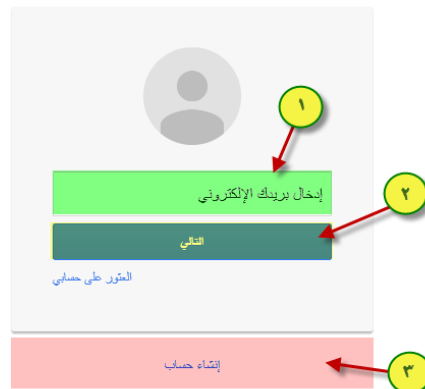 ١
إدخال بريدك الإلكتروني
٢
التالي
العثور على حسابي
إنشاء حساب
٣